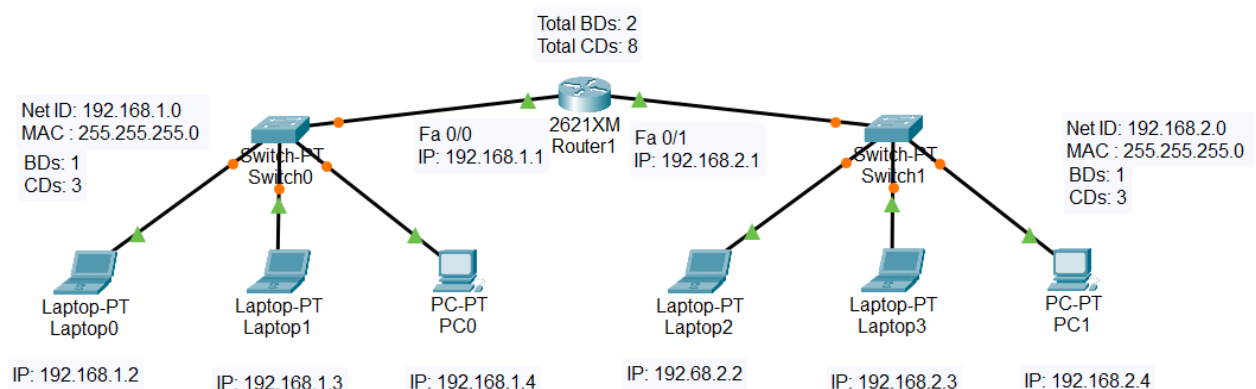 Total BDs: 2
Total CDs: 8
Net ID: 192.168.1.0
MAC : 255.255.255.0
BDs: 1
CDs: 3
Switch-PT
Switch0
Fa 0/0
IP: 192.168.1.1
2621XM
Router1
Fa 0/1
IP: 192.168.2.1
Switch-PT
Switch1
Net ID: 192.168.2.0
MAC : 255.255.255.0
BDs: 1
CDs: 3
Laptop-PT
Laptop0
Laptop-PT
Laptop1
PC-PT
PC0
Laptop-PT
Laptop2
Laptop-PT
Laptop3
PC-PT
PC1
IP: 192.168.1.2
IP: 192.168.1.3
IP: 192.168.1.4
IP: 192.68.2.2
IP: 192.168.2.3
IP: 192.168.2.4